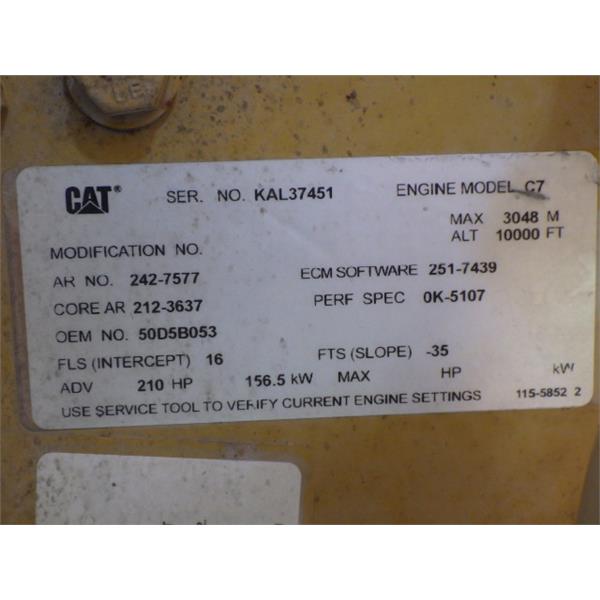 LE
CAT® SER. NO. KAL37451 ENGINE MODEL C7
MAX 3048 M
ALT 10000 FT
MODIFICATION NO.
AR NO. 242-7577 ECM SOFTWARE 251-7439
CORE AR 212-3637 PERF SPEC 0K-5107
OEM NO. 50D5B053
FLS (INTERCEPT) 16 FTS (SLOPE) -35
ADV 210 HP 156.5 kW MAX HP kW
USE SERVICE TOOL TO VERIFY CURRENT ENGINE SETTINGS 115-5852 2